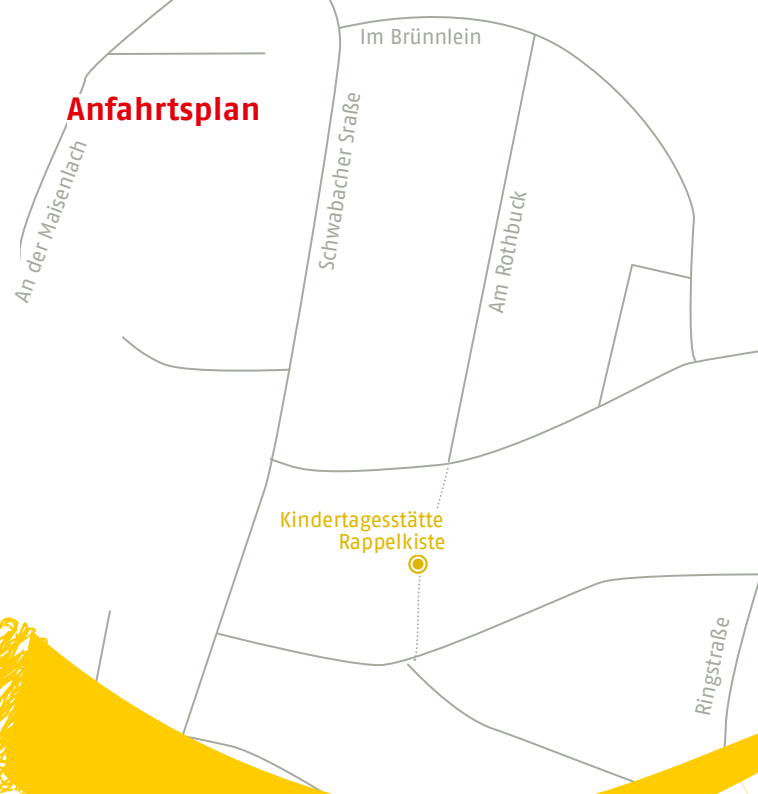 Im Brünnlein
Anfahrtsplan
Schwabacher Sraße
An der Maisenlach
Am Rothbuck
Kindertagesstätte
Rappelkiste
Ringstraße